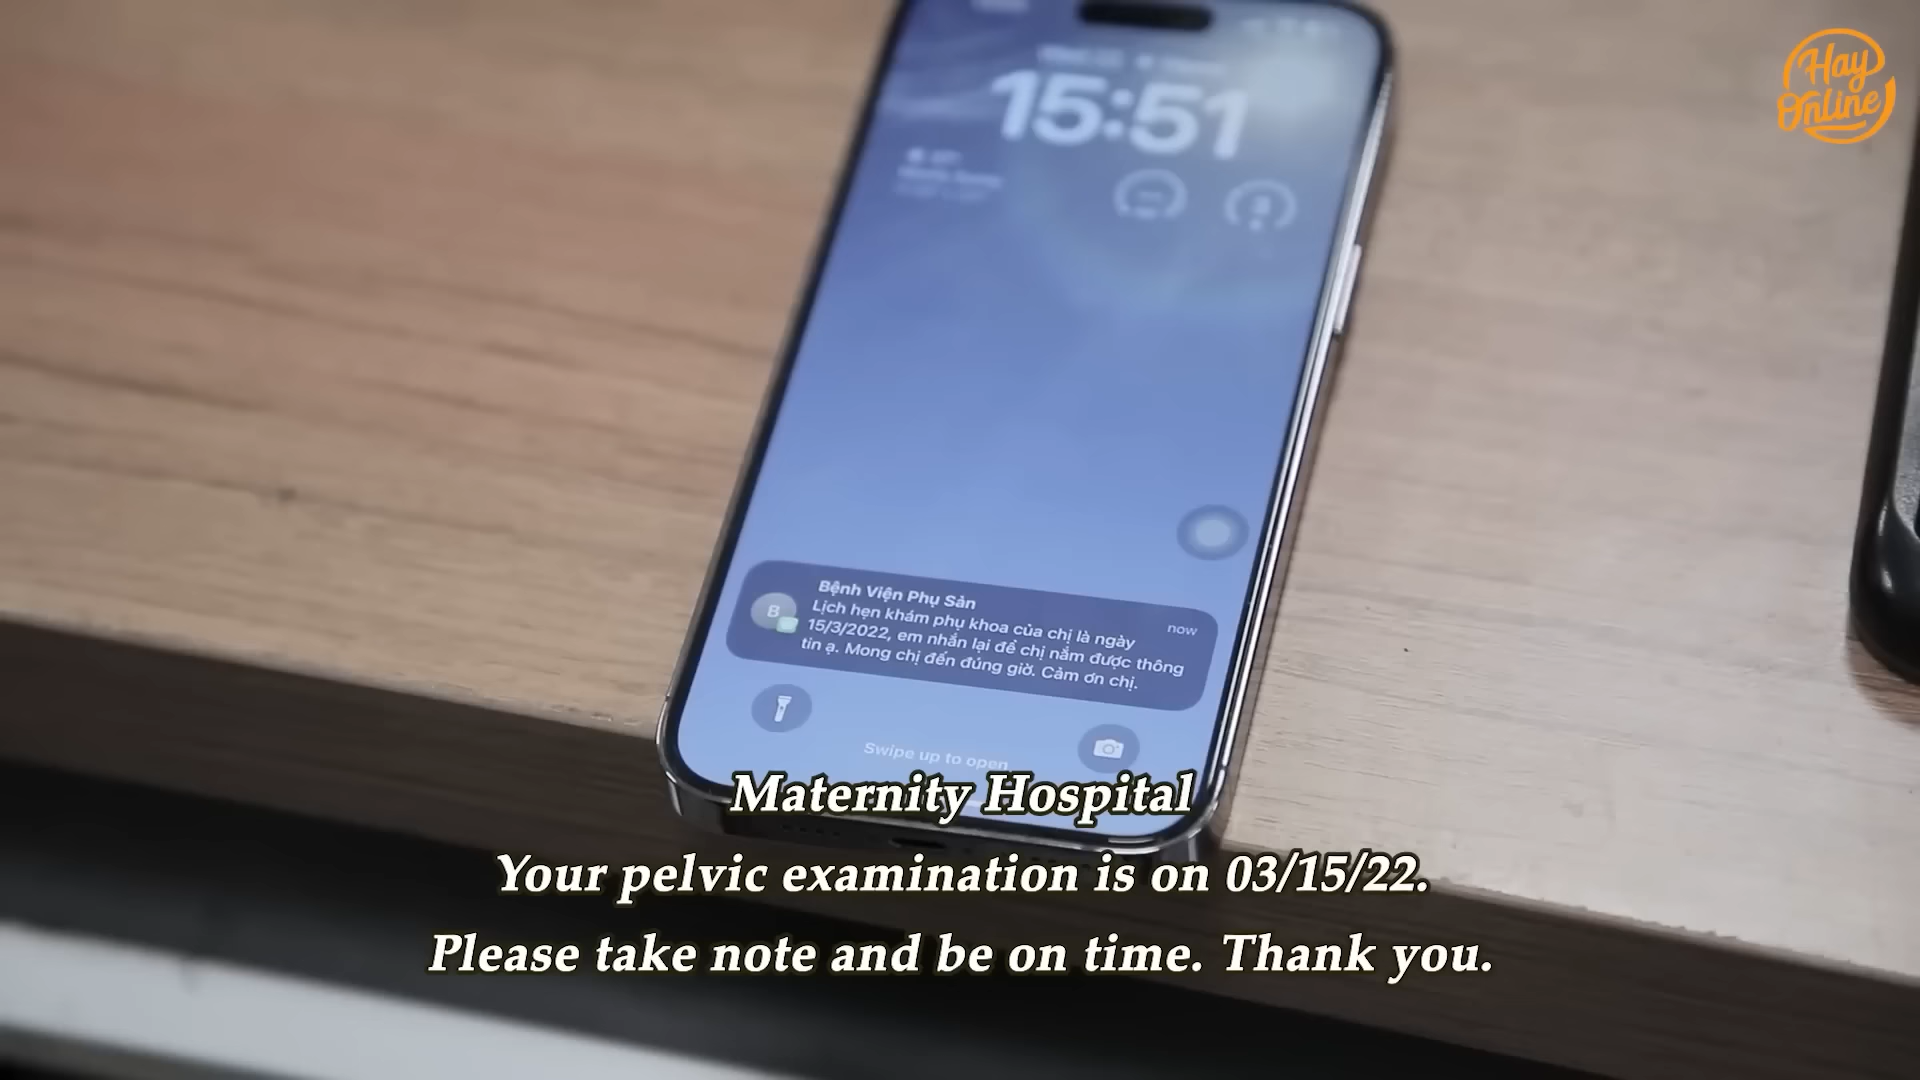 Hay
Online
15:51
Bệnh Viện Phụ Sản
now
Lịch hẹn khám phụ khoa của chị là ngày
15/3/2022, em nhắn lại để chị nắm được thông
tin ạ. Mong chị đến đúng giờ. Cảm ơn chị.
B
Swipe up to open
Maternity Hospital
Your pelvic examination is on 03/15/22.
Please take note and be on time. Thank you.